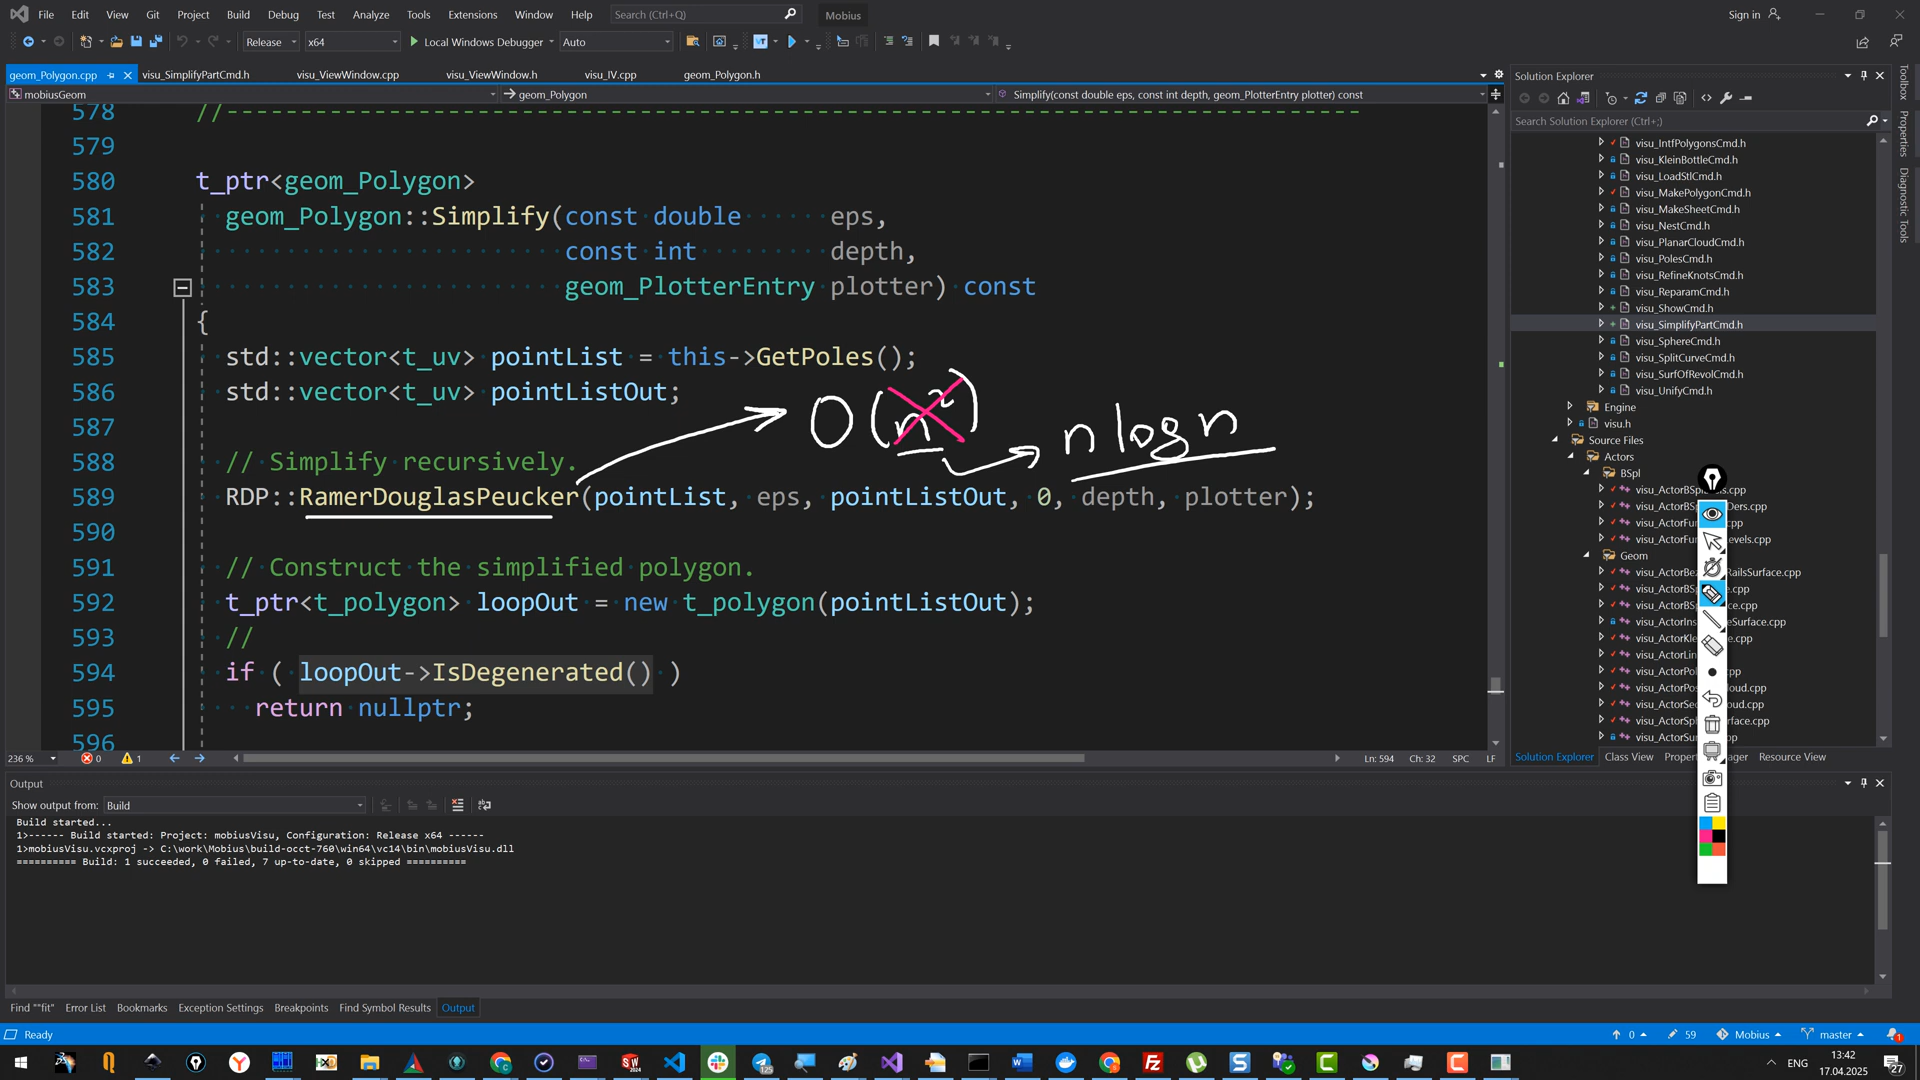 File Edit View Git Project Build Debug Test Analyze Tools Extensions Window Help Search (Ctrl+Q) Mobius Sign in
Release x64 Local Windows Debugger Auto
geom_Polygon.cpp visu_SimplifyPartCmd.h visu_ViewWindow.cpp visu_ViewWindow.h visu_IV.cpp geom_Polygon.h
mobiusGeom geom_Polygon Simplify(const double eps, const int depth, geom_PlotterEntry plotter) const
578 //-----------------------------------------------------------------------------
579
580 t_ptr<geom_Polygon>
581 geom_Polygon::Simplify(const double eps,
582 const int depth,
583 geom_PlotterEntry plotter) const
584 {
585 std::vector<t_uv> pointList = this->GetPoles();
586 std::vector<t_uv> pointListOut;
O(n²)
587
n log n
588 // Simplify recursively.
589 RDP::RamerDouglasPeucker(pointList, eps, pointListOut, 0, depth, plotter);
590
591 // Construct the simplified polygon.
592 t_ptr<t_polygon> loopOut = new t_polygon(pointListOut);
593 //
594 if ( loopOut->IsDegenerated() )
595 return nullptr;
596
236 % 0 1 Ln: 594 Ch: 32 SPC LF
Solution Explorer
Search Solution Explorer (Ctrl+;)
visu_IntfPolygonsCmd.h
visu_KleinBottleCmd.h
visu_LoadStlCmd.h
visu_MakePolygonCmd.h
visu_MakeSheetCmd.h
visu_NestCmd.h
visu_PlanarCloudCmd.h
visu_PolesCmd.h
visu_RefineKnotsCmd.h
visu_ReparamCmd.h
visu_ShowCmd.h
visu_SimplifyPartCmd.h
visu_SphereCmd.h
visu_SplitCurveCmd.h
visu_SurfOfRevolCmd.h
visu_UnifyCmd.h
Engine
visu.h
Source Files
Actors
BSpl
Geom
Solution Explorer Class View Resource View
Toolbox
Properties
Diagnostic Tools
Output
Show output from: Build
Build started...
1>------ Build started: Project: mobiusVisu, Configuration: Release x64 ------
1>mobiusVisu.vcxproj -> C:\work\Mobius\build-occt-760\win64\vc14\bin\mobiusVisu.dll
========== Build: 1 succeeded, 0 failed, 7 up-to-date, 0 skipped ==========
Find ""fit" Error List Bookmarks Exception Settings Breakpoints Find Symbol Results Output
Ready 0 59 Mobius master 1
ENG 13:42
17.04.2025 27